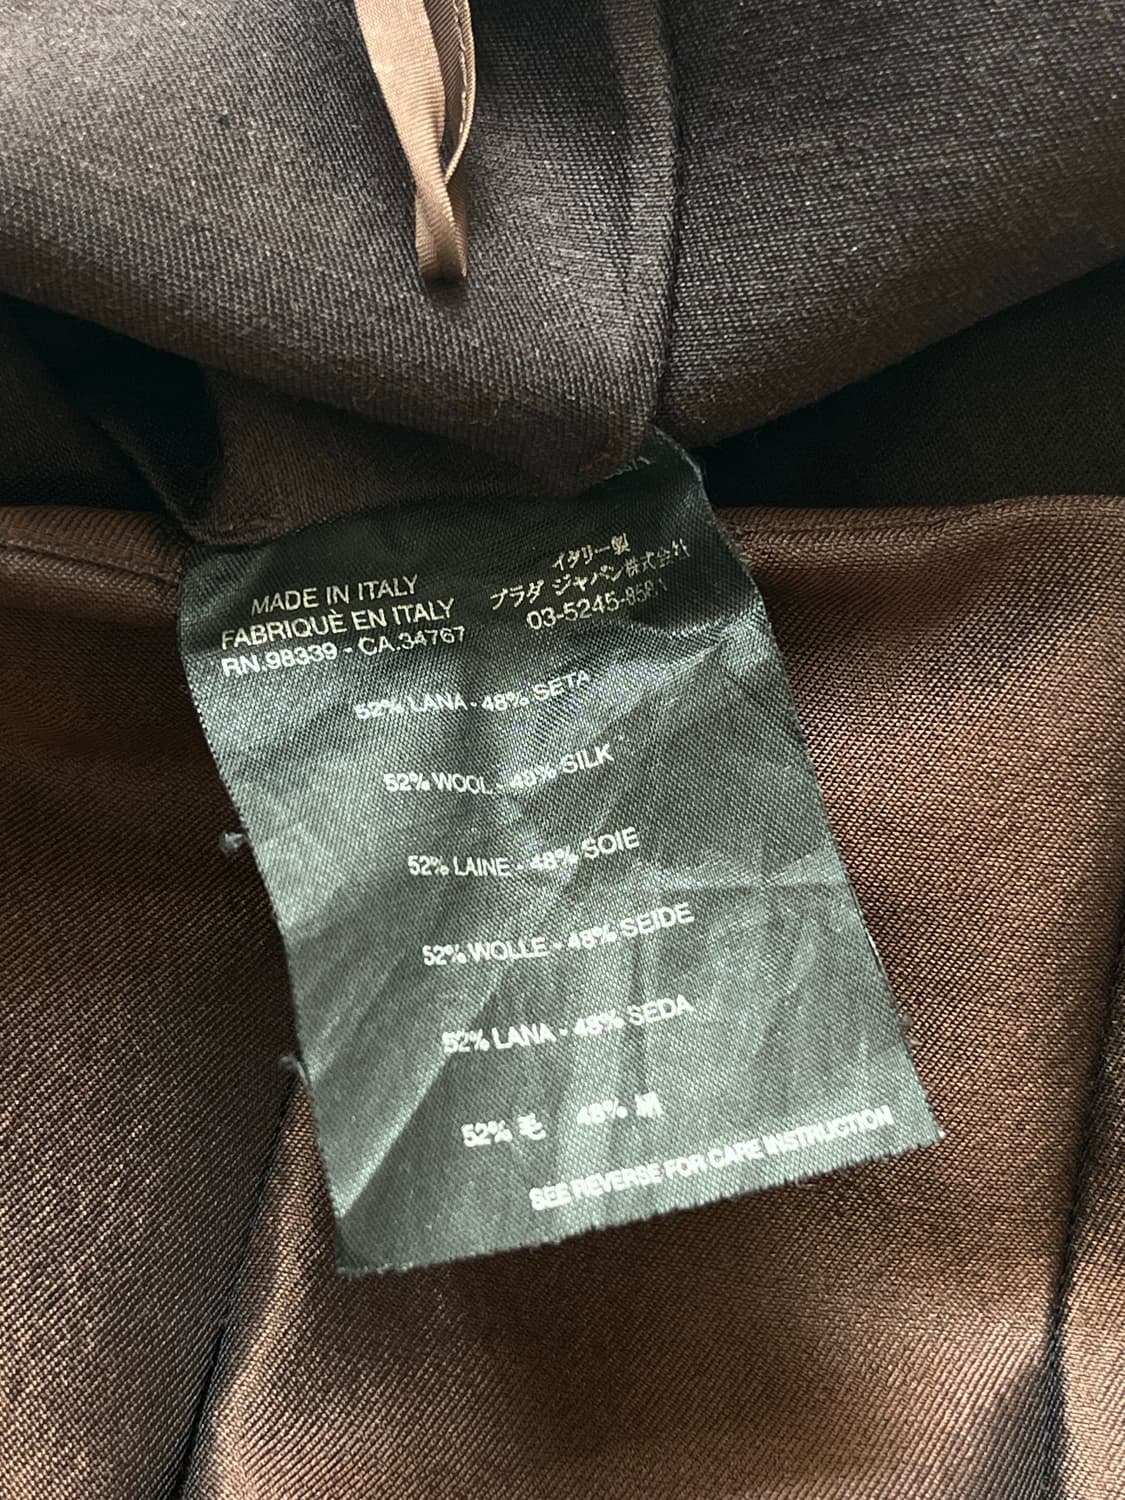 MADE IN ITALY
FABRIQUÈ EN ITALY
RN.98339 - CA.34767
イタリー製
プラダ ジャパン株式会社
03-5245-8581
52% LANA - 48% SETA
52% WOOL - 48% SILK
52% LAINE - 48% SOIE
52% WOLLE - 48% SEIDE
52% LANA - 48% SEDA
52% 毛 48% 絹
SEE REVERSE FOR CARE INSTRUCTION